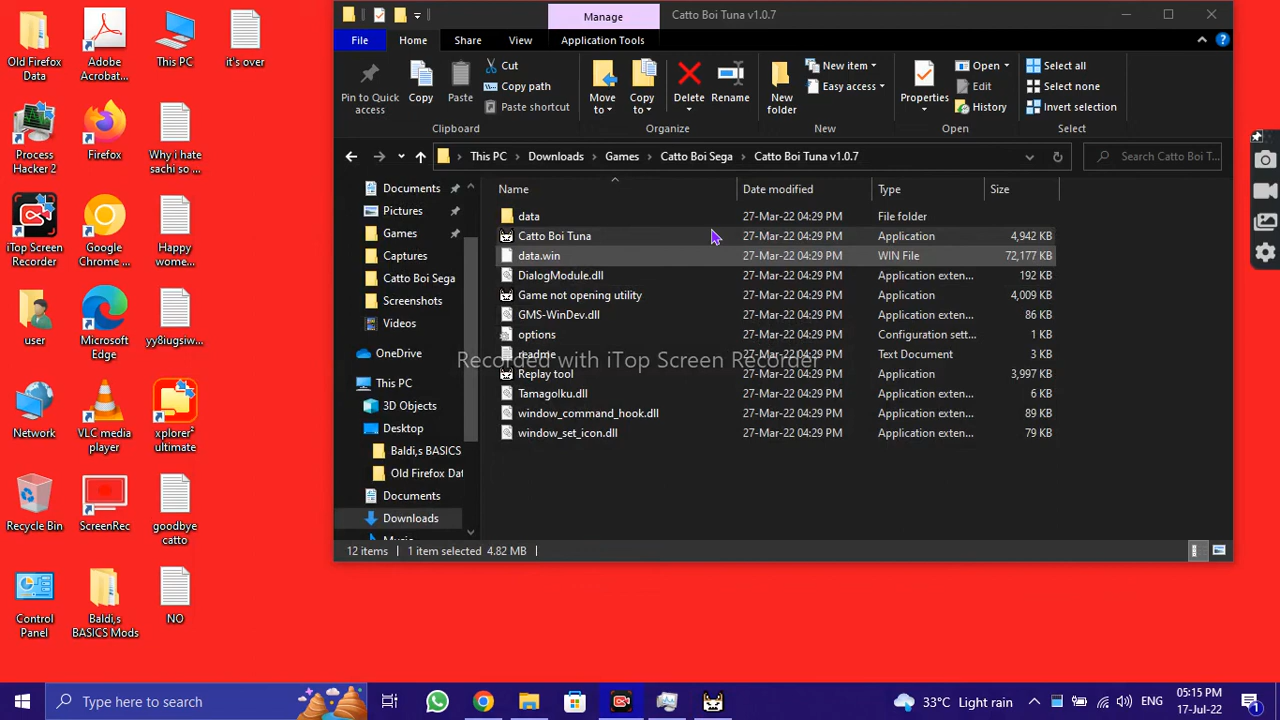 Old Firefox
Data
Adobe
Acrobat...
This PC
it's over
Process
Hacker 2
Firefox
Why i hate
sachi so ...
iTop Screen
Recorder
Google
Chrome ...
Happy
wome...
user
Microsoft
Edge
yy8iugsiw...
Network
VLC media
player
xplorer²
ultimate
Recycle Bin
ScreenRec
goodbye
catto
Control
Panel
Baldi,s
BASICS Mods
NO
Manage
Catto Boi Tuna v1.0.7
File
Home
Share
View
Application Tools
Pin to Quick
access
Copy
Paste
Cut
Copy path
Paste shortcut
Clipboard
Move
to
Copy
to
Delete
Rename
Organize
New
folder
New item
Easy access
New
Properties
Open
Edit
History
Open
Select all
Select none
Invert selection
Select
This PC
Downloads
Games
Catto Boi Sega
Catto Boi Tuna v1.0.7
Search Catto Boi T...
Documents
Pictures
Games
Captures
Catto Boi Sega
Screenshots
Videos
OneDrive
This PC
3D Objects
Desktop
Baldi,s BASICS
Old Firefox Dat
Documents
Downloads
Name Date modified Type Size
data 27-Mar-22 04:29 PM File folder
Catto Boi Tuna 27-Mar-22 04:29 PM Application 4,942 KB
data.win 27-Mar-22 04:29 PM WIN File 72,177 KB
DialogModule.dll 27-Mar-22 04:29 PM Application exten... 192 KB
Game not opening utility 27-Mar-22 04:29 PM Application
GMS-WinDev.dll 27-Mar-22 04:29 PM Application exten... 86 KB
options 27-Mar-22 04:29 PM Configuration sett... 1 KB
readme 27-Mar-22 04:29 PM Text Document 3 KB
Recorded with iTop Screen Recorder
Replay tool 27-Mar-22 04:29 PM Application 3,997 KB
Tamagolku.dll 27-Mar-22 04:29 PM Application exten... 6 KB
window_command_hook.dll 27-Mar-22 04:29 PM Application exten... 89 KB
window_set_icon.dll 27-Mar-22 04:29 PM Application exten... 79 KB
12 items
1 item selected 4.82 MB
Type here to search
33°C Light rain
ENG
05:15 PM
17-Jul-22
1